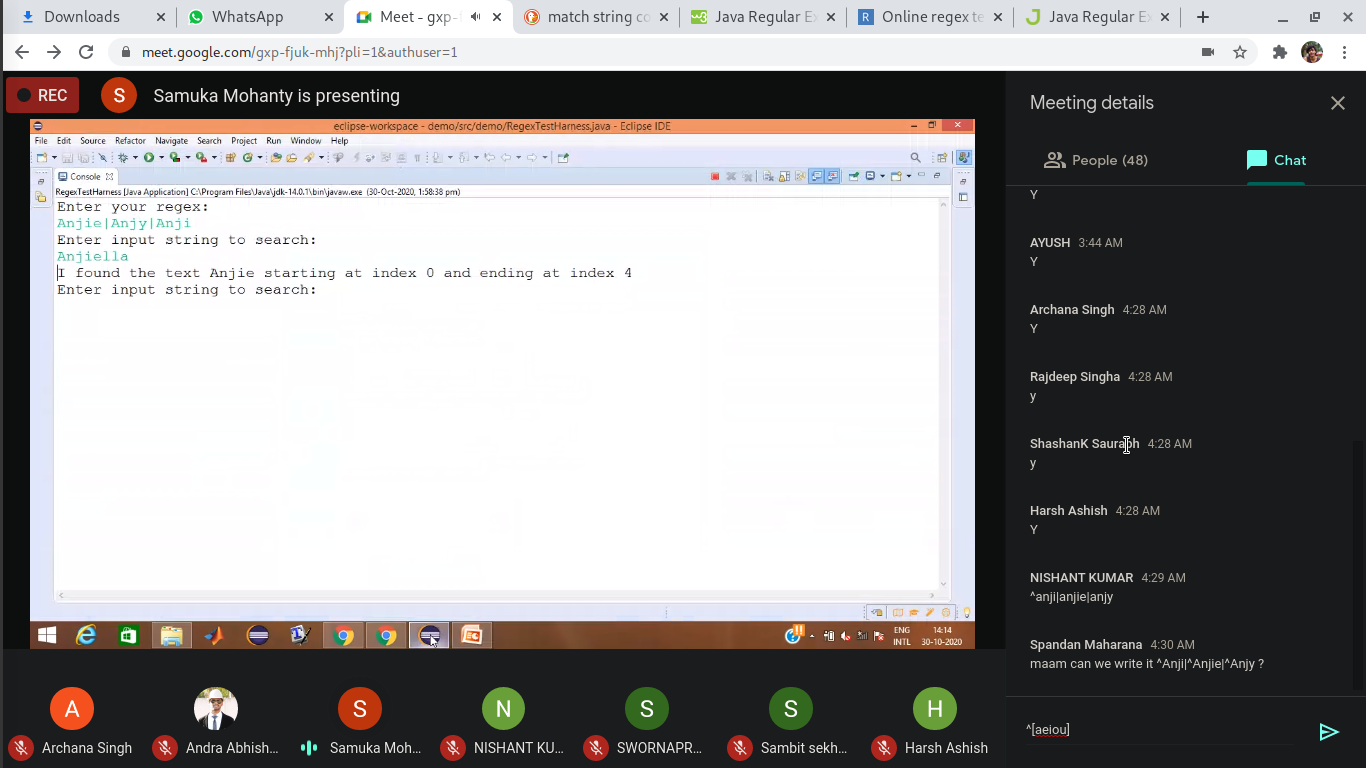 Downloads
WhatsApp
Meet - gxp-
match string co
Java Regular Ex
Online regex te
Java Regular Ex
meet.google.com/gxp-fjuk-mhj?pli=1&authuser=1
REC
S
Samuka Mohanty is presenting
eclipse-workspace - demo/src/demo/RegexTestHarness.java - Eclipse IDE
File Edit Source Refactor Navigate Search Project Run Window Help
Console
RegexTestHarness [Java Application] C:\Program Files\Java\jdk-14.0.1\bin\javaw.exe (30-Oct-2020, 1:58:38 pm)
Enter your regex:
Anjie|Anjy|Anji
Enter input string to search:
Anjiella
I found the text Anjie starting at index 0 and ending at index 4
Enter input string to search:
ENG
INTL
14:14
30-10-2020
A
Archana Singh
Andra Abhish...
S
Samuka Moh...
N
NISHANT KU...
S
SWORNAPR...
S
Sambit sekh...
H
Harsh Ashish
Meeting details
People (48)
Chat
Y
AYUSH 3:44 AM
Y
Archana Singh 4:28 AM
Y
Rajdeep Singha 4:28 AM
y
ShashanK Saurabh 4:28 AM
y
Harsh Ashish 4:28 AM
Y
NISHANT KUMAR 4:29 AM
^anji|anjie|anjy
Spandan Maharana 4:30 AM
maam can we write it ^Anji|^Anjie|^Anjy ?
^[aeiou]